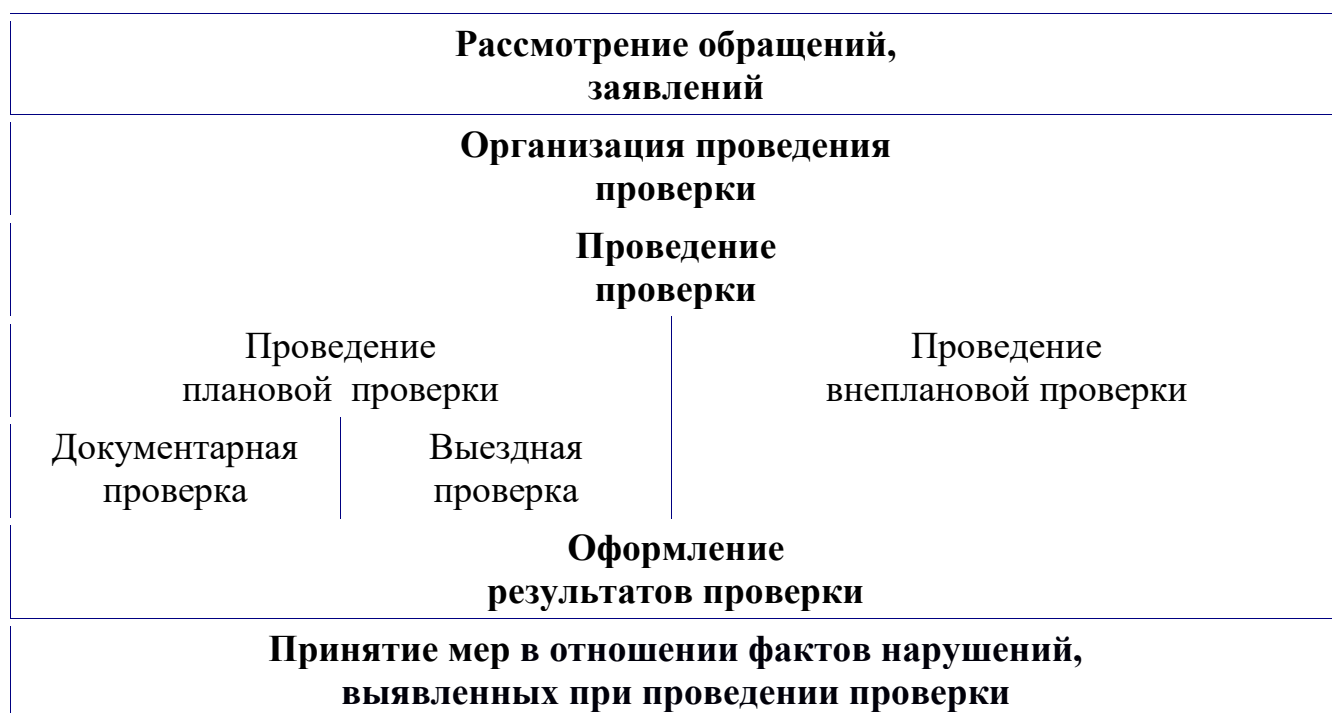 Рассмотрение обращений,
заявлений
Организация проведения
проверки
Проведение
проверки
Проведение
плановой проверки
Проведение
внеплановой проверки
Документарная
проверка
Выездная
проверка
Оформление
результатов проверки
Принятие мер в отношении фактов нарушений,
выявленных при проведении проверки